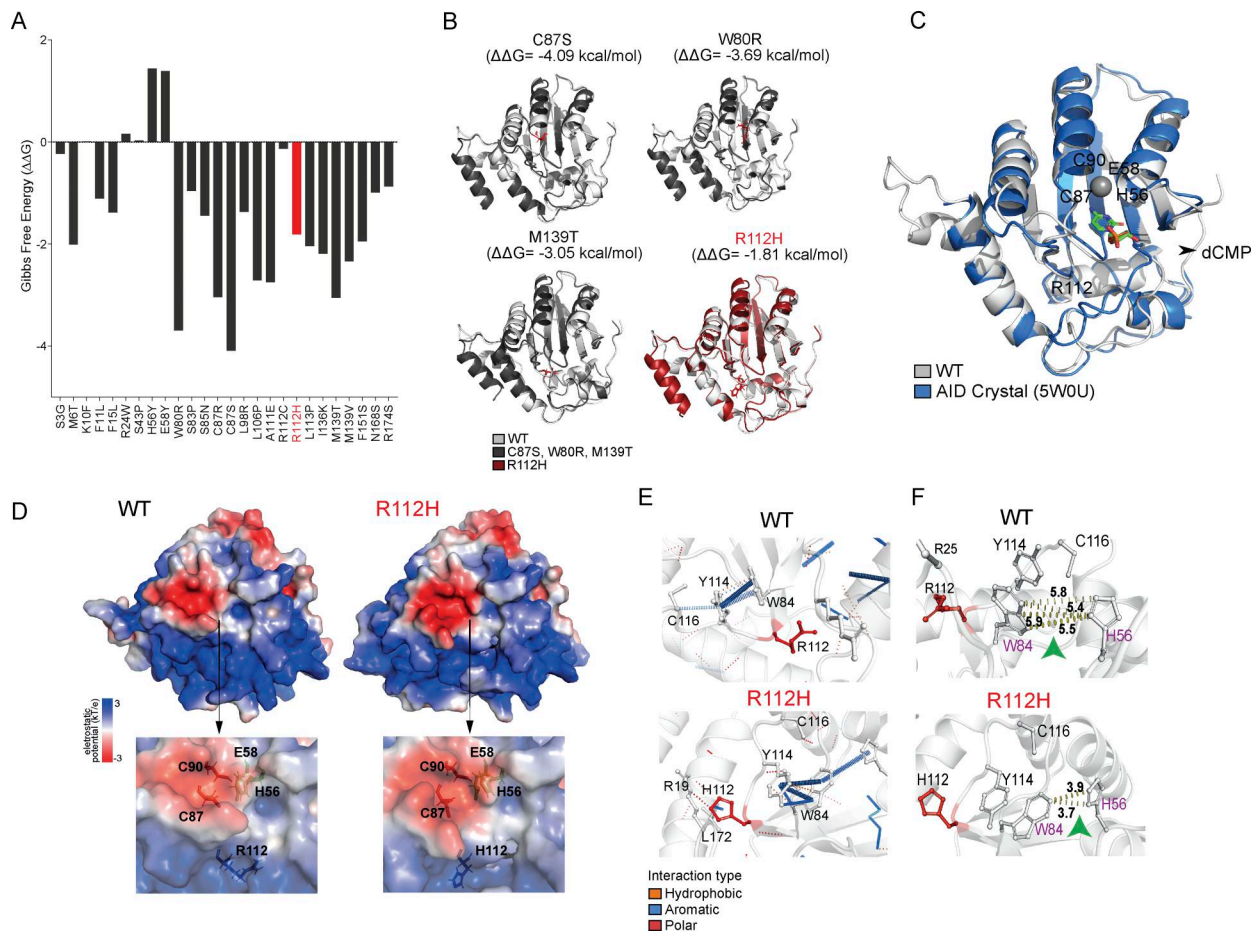 A
2
0
-2
-4
Gibbs Free Energy (ΔΔG)
S3G
M6T
K10F
F11L
F15L
R24W
S43P
H56Y
E58Y
W80R
S83P
S85N
C87R
C87S
L98R
L106P
A111E
R112C
R112H
L113P
I136K
M139T
M139V
F151S
N168S
R174S
B
C87S
(ΔΔG= -4.09 kcal/mol)
W80R
(ΔΔG= -3.69 kcal/mol)
M139T
(ΔΔG= -3.05 kcal/mol)
R112H
(ΔΔG= -1.81 kcal/mol)
WT
C87S, W80R, M139T
R112H
C
C90
E58
C87
H56
dCMP
R112
WT
AID Crystal (5W0U)
D
WT
R112H
eletrostatic
potential (kT/e)
3
-3
E58
C90
H56
C87
R112
E58
C90
H56
C87
H112
E
WT
Y114
W84
C116
R112
R112H
C116
Y114
R19
H112
W84
L172
Interaction type
Hydrophobic
Aromatic
Polar
F
WT
C116
Y114
R25
R112
5.8
5.4
5.9
5.5
H56
W84
R112H
C116
H112
Y114
3.9
H56
3.7
W84